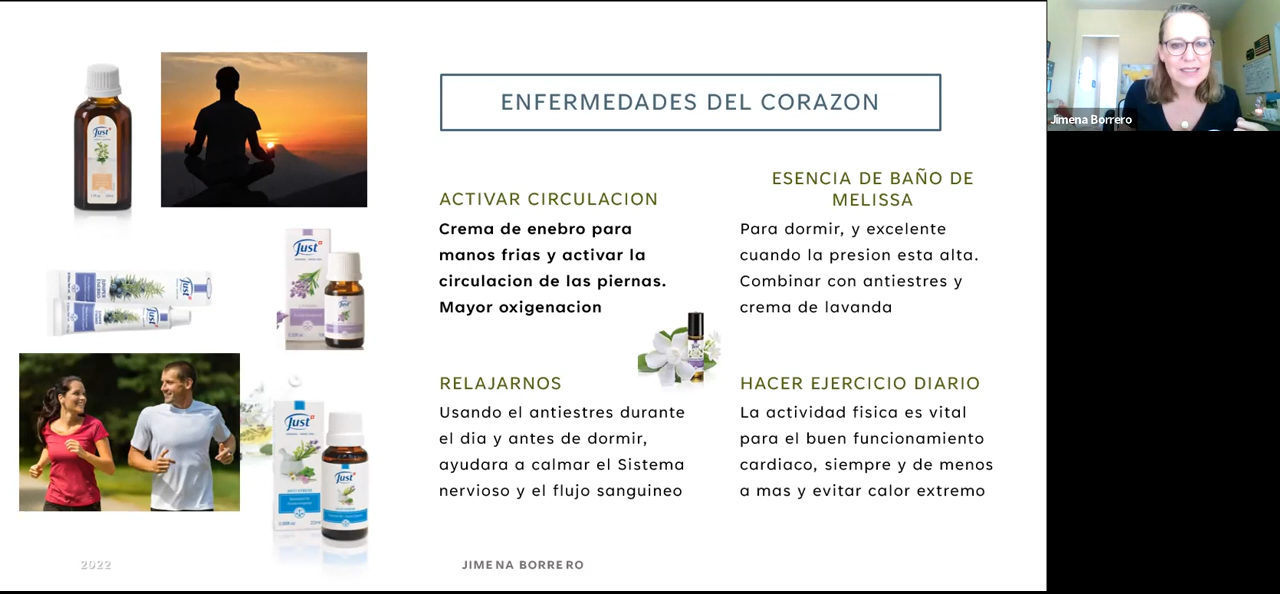 ENFERMEDADES DEL CORAZON
ACTIVAR CIRCULACION
Crema de enebro para
manos frias y activar la
circulacion de las piernas.
Mayor oxigenacion
ESENCIA DE BAÑO DE
MELISSA
Para dormir, y excelente
cuando la presion esta alta.
Combinar con antiestres y
crema de lavanda
RELAJARNOS
Usando el antiestres durante
el dia y antes de dormir,
ayudara a calmar el Sistema
nervioso y el flujo sanguineo
HACER EJERCICIO DIARIO
La actividad fisica es vital
para el buen funcionamiento
cardiaco, siempre y de menos
a mas y evitar calor extremo
2022
JIMENA BORRERO
Jimena Borrero
Just
Just
Just
Just
Just
Just
Just